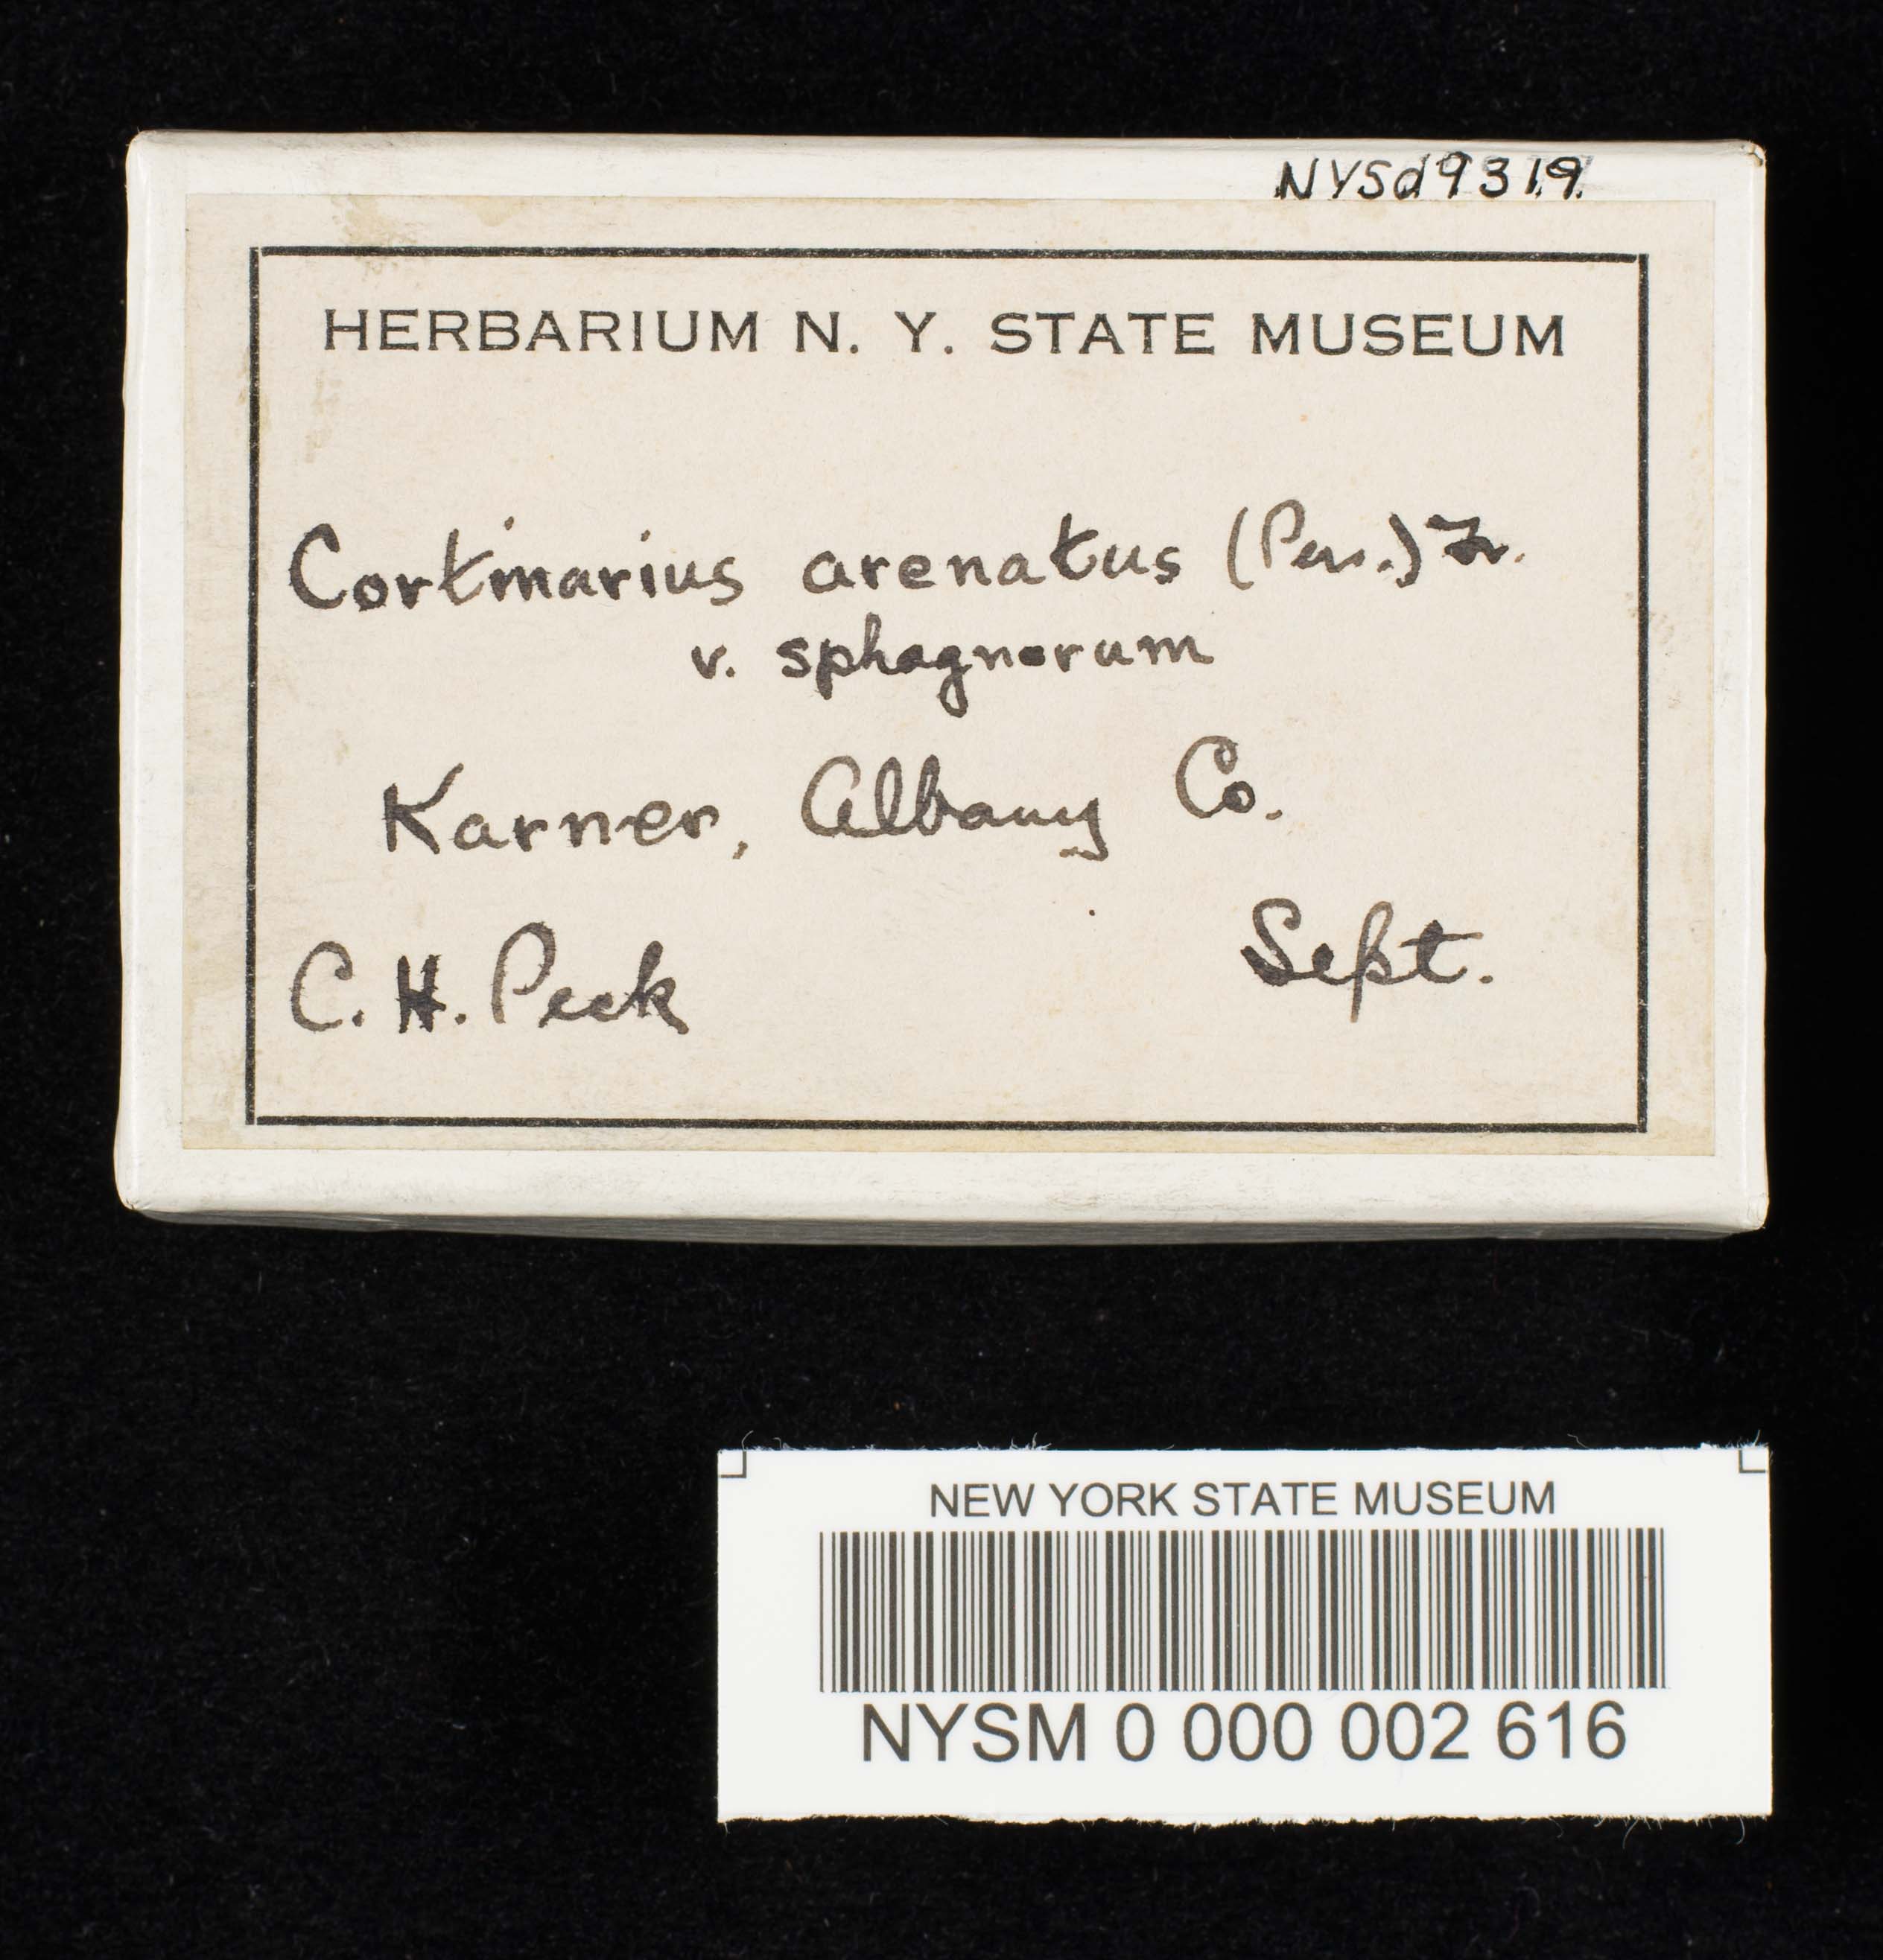 NYSd9319.
HERBARIUM N. Y. STATE MUSEUM
Cortinarius arenatus (Pers.) Fr.
v. sphagnorum
Karner, Albany Co.
C. H. Peck Sept.
NEW YORK STATE MUSEUM
NYSM 0 000 002 616